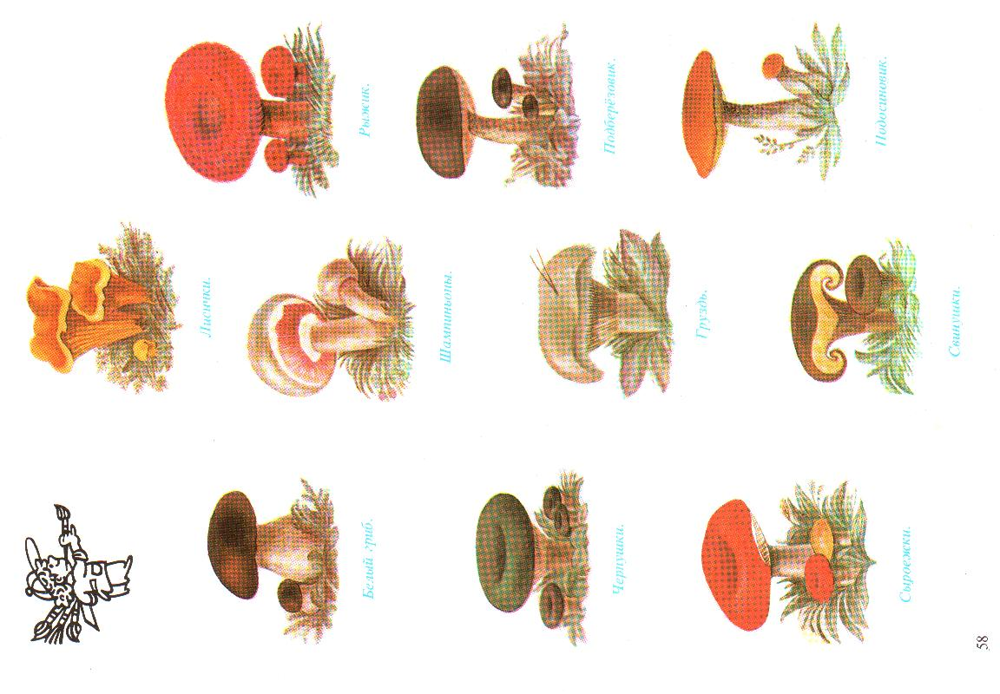 Лисички.
Белый гриб.
Рыжик.
Шампиньоны.
Чернушки.
Подберёзовик.
Груздь.
Сыроежки.
Подосиновик.
Свинушки.
58